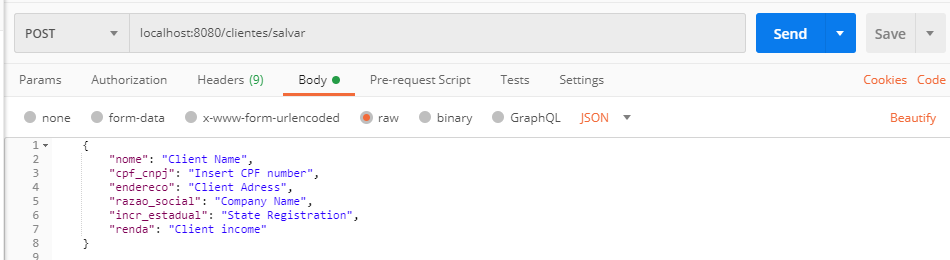 POST localhost:8080/clientes/salvar Send Save
Params Authorization Headers (9) Body Pre-request Script Tests Settings Cookies Code
none form-data x-www-form-urlencoded raw binary GraphQL JSON Beautify
1 {
2 "nome": "Client Name",
3 "cpf_cnpj": "Insert CPF number",
4 "endereco": "Client Adress",
5 "razao_social": "Company Name",
6 "incr_estadual": "State Registration",
7 "renda": "Client income"
8 }
9